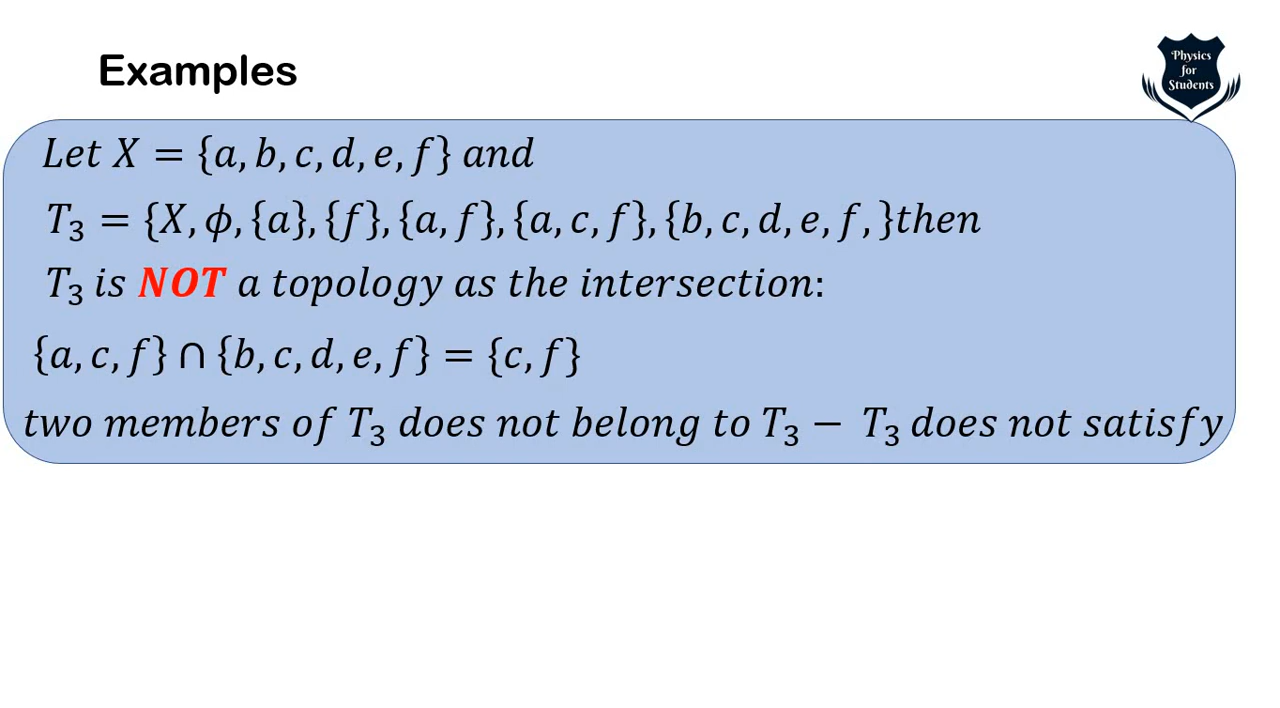 Examples
Physics
for
Students
Let X = {a, b, c, d, e, f} and
T₃ = {X, ϕ, {a}, {f}, {a, f}, {a, c, f}, {b, c, d, e, f, }then
T₃ is NOT a topology as the intersection:
{a, c, f} ∩ {b, c, d, e, f} = {c, f}
two members of T₃ does not belong to T₃ − T₃ does not satisfy